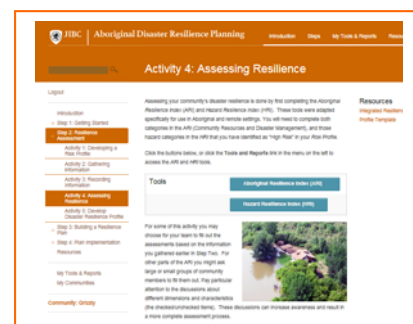 JIBC | Aboriginal Disaster Resilience Planning
Introduction Steps My Tools & Reports
Activity 4: Assessing Resilience
Logout
Introduction
Step 1: Getting Started
Step 2: Resilience
Assessment
Activity 1: Developing a
Risk Profile
Activity 2: Gathering
Information
Activity 3: Recording
Information
Activity 4: Assessing
Resilience
Activity 5: Develop
Disaster Resilience Profile
Step 3: Building a Resilience
Plan
Step 4: Plan Implementation
Resources
My Tools & Reports
My Communities
Community: Grizzly
Assessing your community's disaster resilience is done by first completing the Aboriginal
Resilience Index (ARI) and Hazard Resilience Index (HRI). These tools were adapted
specifically for use in Aboriginal and remote settings. You will need to complete both
categories in the ARI (Community Resources and Disaster Management), and those
hazard categories in the HRI that you have identified as "High Risk" in your Risk Profile.
Click the buttons below, or click the Tools and Reports link in the menu on the left to
access the ARI and HRI tools.
Tools
Aboriginal Resilience Index (ARI)
Hazard Resilience Index (HRI)
For some of this activity you may
choose for your team to fill out the
assessments based on the information
you gathered earlier in Step Two. For
other parts of the ARI you might ask
large or small groups of community
members to fill them out. Pay particular
attention to the discussions about
different dimensions and characteristics
(the checked/unchecked items). These discussions can increase awareness and result in
a more complete assessment process.
Resources
Integrated Resilience
Profile Template